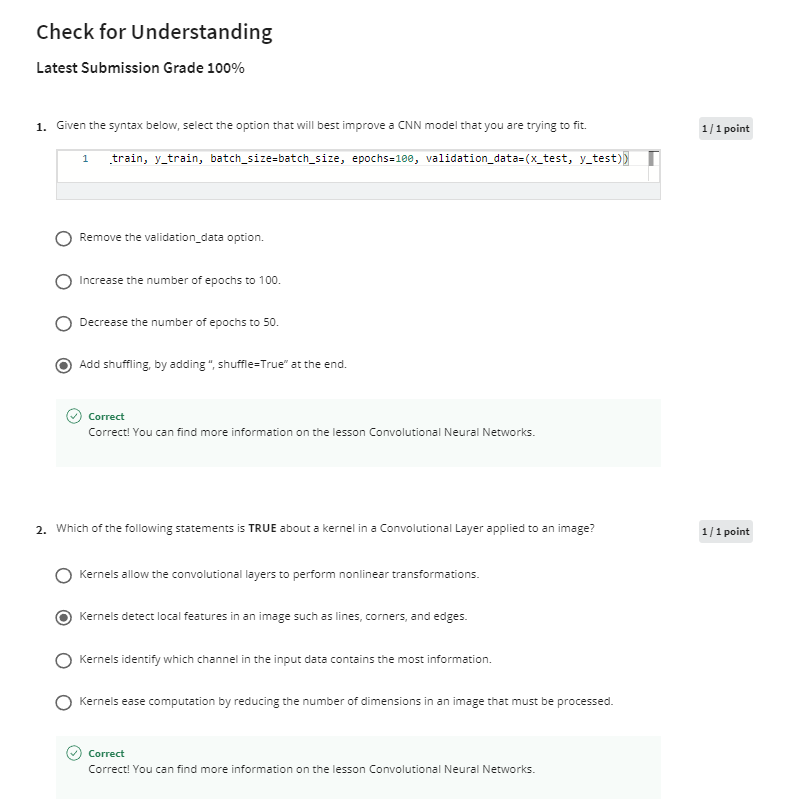 Check for Understanding
Latest Submission Grade 100%
1. Given the syntax below, select the option that will best improve a CNN model that you are trying to fit.
1 / 1 point
1 train, y_train, batch_size=batch_size, epochs=100, validation_data=(x_test, y_test))
Remove the validation_data option.
Increase the number of epochs to 100.
Decrease the number of epochs to 50.
Add shuffling, by adding “, shuffle=True” at the end.
Correct
Correct! You can find more information on the lesson Convolutional Neural Networks.
2. Which of the following statements is TRUE about a kernel in a Convolutional Layer applied to an image?
1 / 1 point
Kernels allow the convolutional layers to perform nonlinear transformations.
Kernels detect local features in an image such as lines, corners, and edges.
Kernels identify which channel in the input data contains the most information.
Kernels ease computation by reducing the number of dimensions in an image that must be processed.
Correct
Correct! You can find more information on the lesson Convolutional Neural Networks.